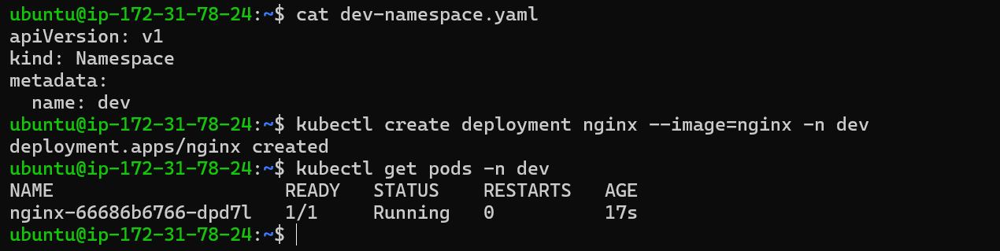 ubuntu@ip-172-31-78-24:~$ cat dev-namespace.yaml
apiVersion: v1
kind: Namespace
metadata:
  name: dev
ubuntu@ip-172-31-78-24:~$ kubectl create deployment nginx --image=nginx -n dev
deployment.apps/nginx created
ubuntu@ip-172-31-78-24:~$ kubectl get pods -n dev
NAME                     READY   STATUS    RESTARTS   AGE
nginx-66686b6766-dpd7l   1/1     Running   0          17s
ubuntu@ip-172-31-78-24:~$